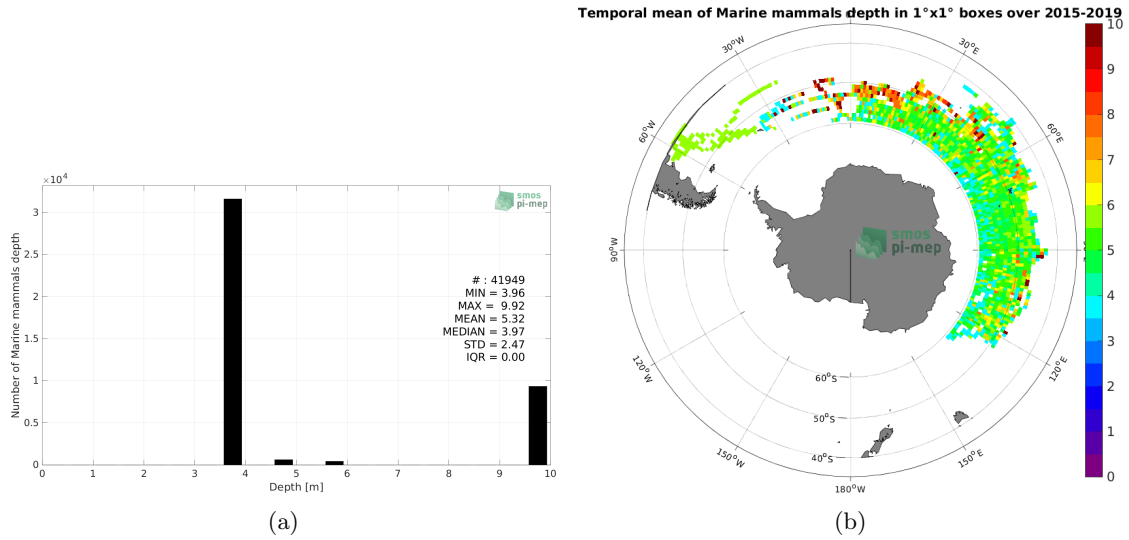 ×10⁴
3
2.5
2
1.5
1
0.5
0
0 1 2 3 4 5 6 7 8 9 10
Depth [m]
Number of Marine mammals depth
smos
pi-mep
# : 41949
MIN = 3.96
MAX = 9.92
MEAN = 5.32
MEDIAN = 3.97
STD = 2.47
IQR = 0.00
(a)
Temporal mean of Marine mammals depth in 1°x1° boxes over 2015-2019
30°W
30°E
60°W
60°E
90°W
120°W
120°E
150°W
150°E
180°W
60°S
50°S
40°S
smos
pi-mep
10
9
8
7
6
5
4
3
2
1
0
(b)